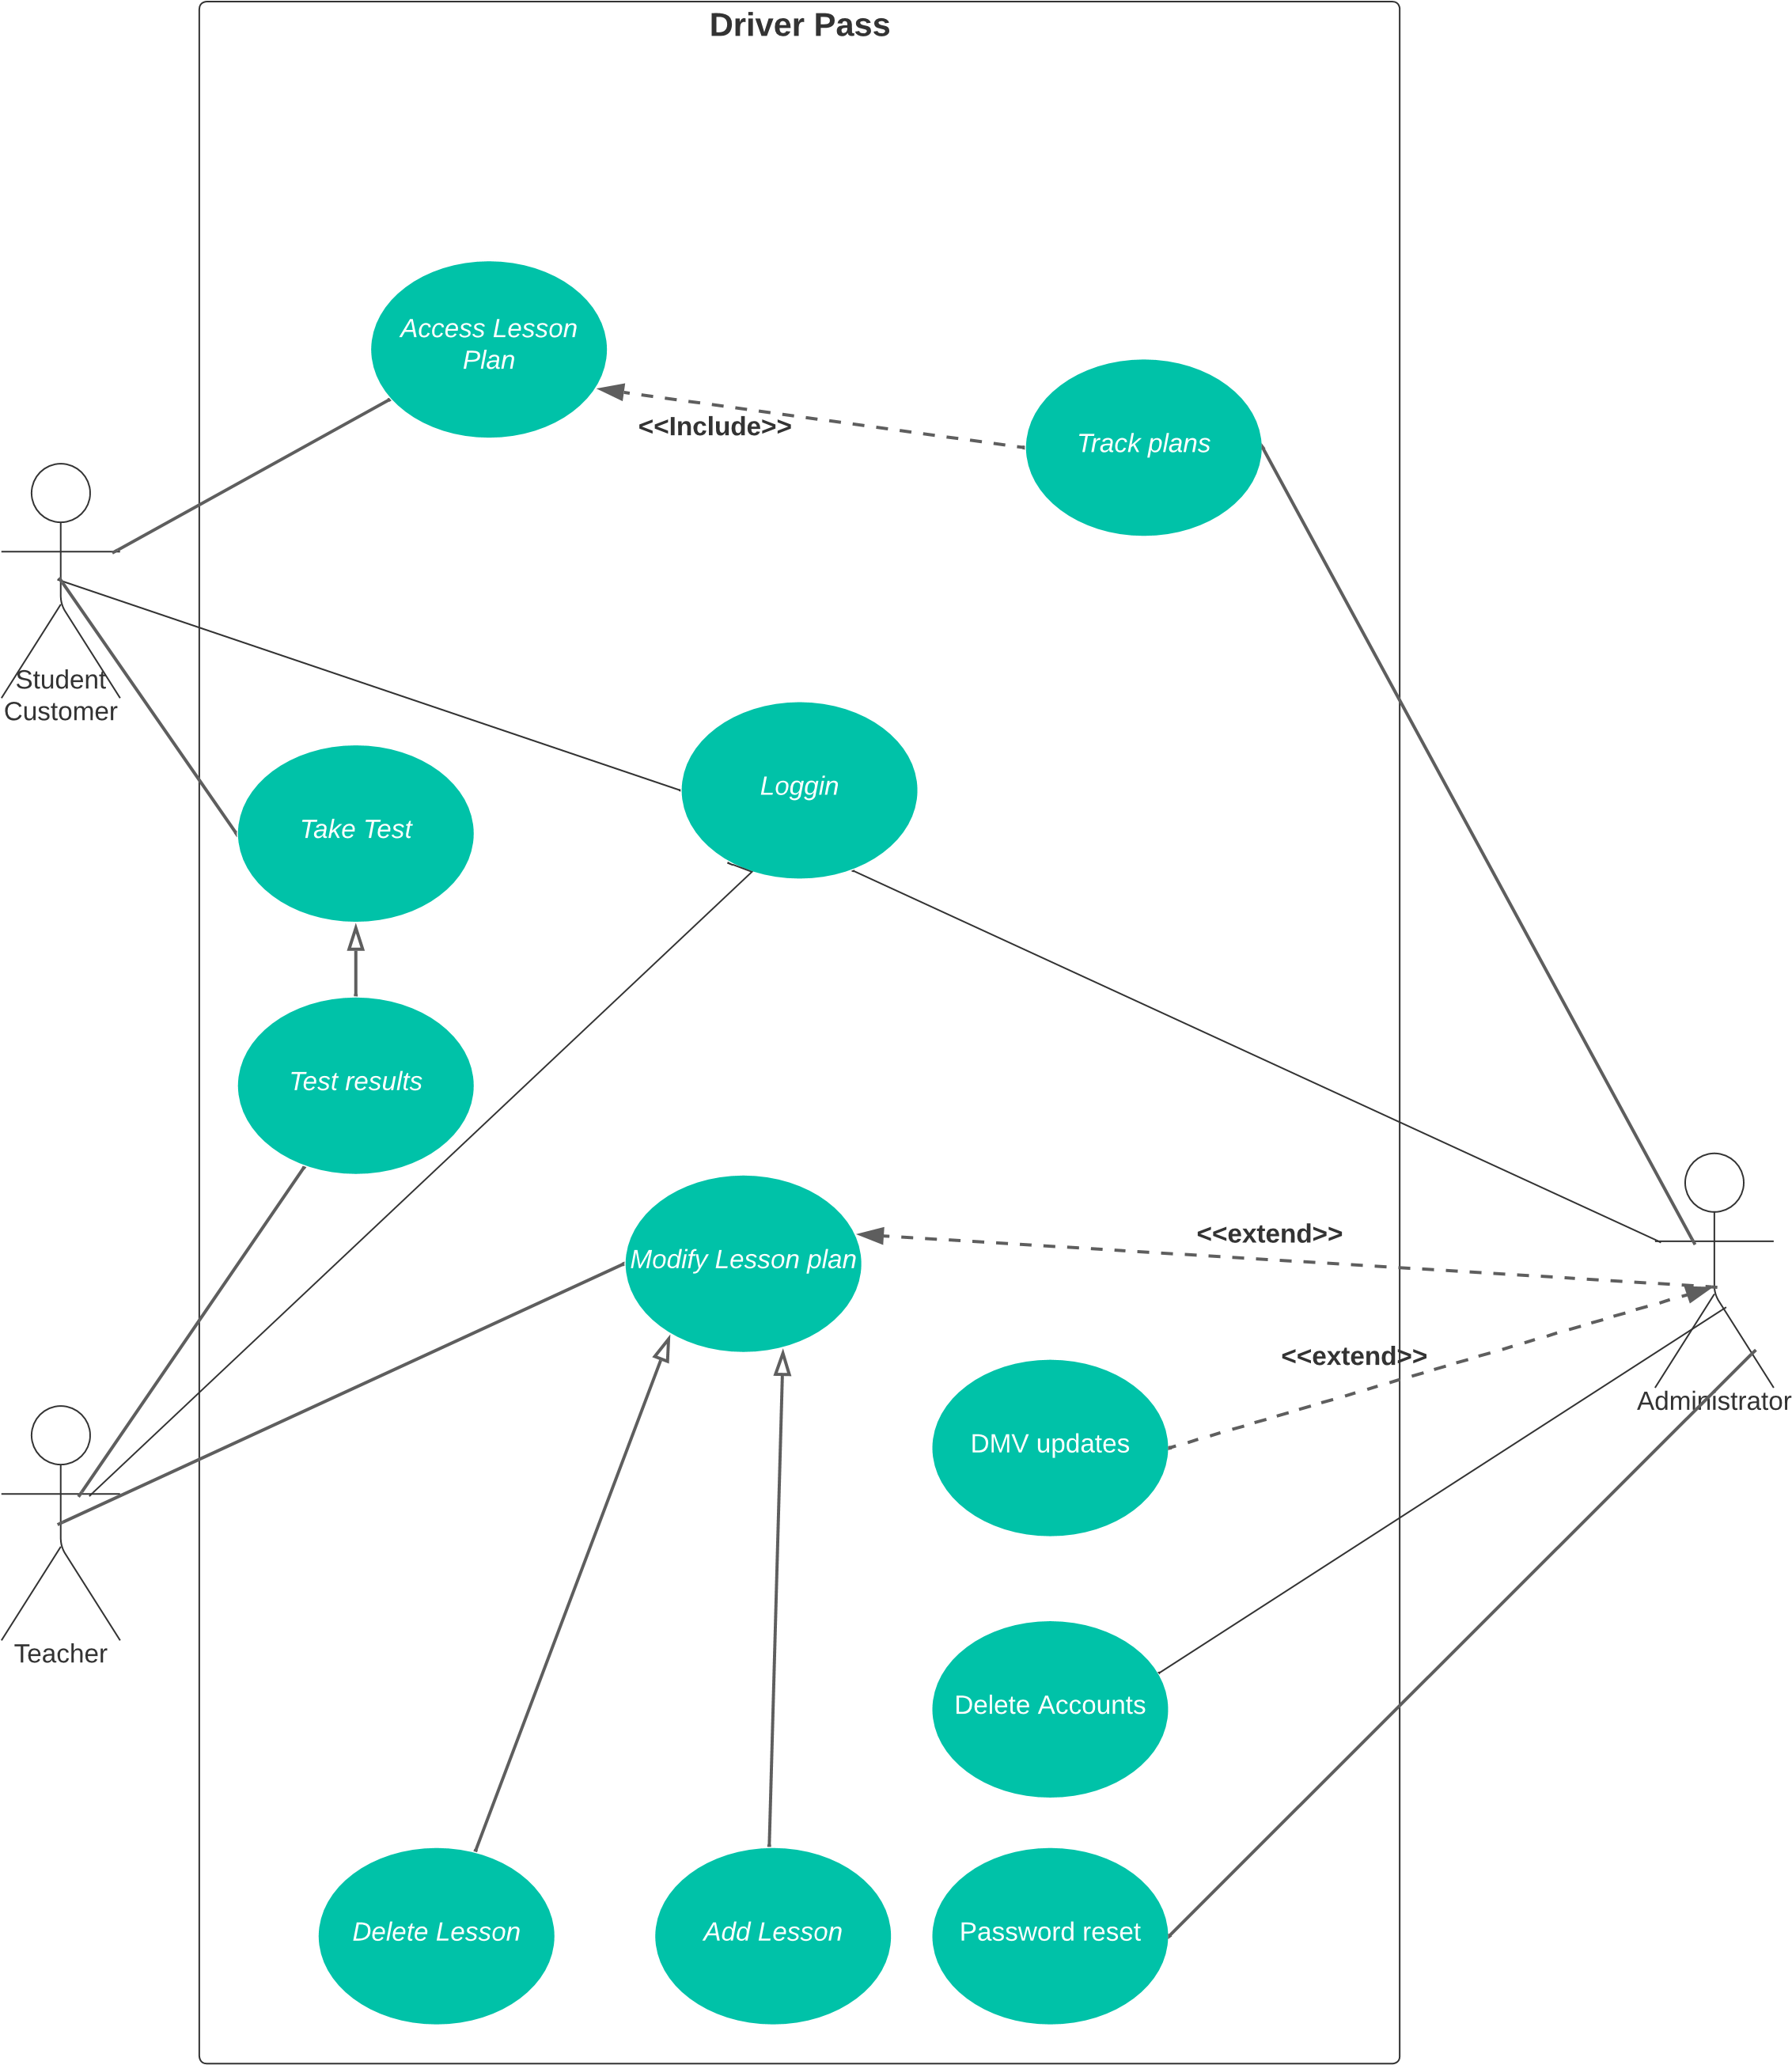 Driver Pass
Access Lesson
Plan
<<Include>>
Track plans
Student
Customer
Loggin
Take Test
Test results
Modify Lesson plan
<<extend>>
<<extend>>
Administrator
DMV updates
Teacher
Delete Accounts
Delete Lesson
Add Lesson
Password reset